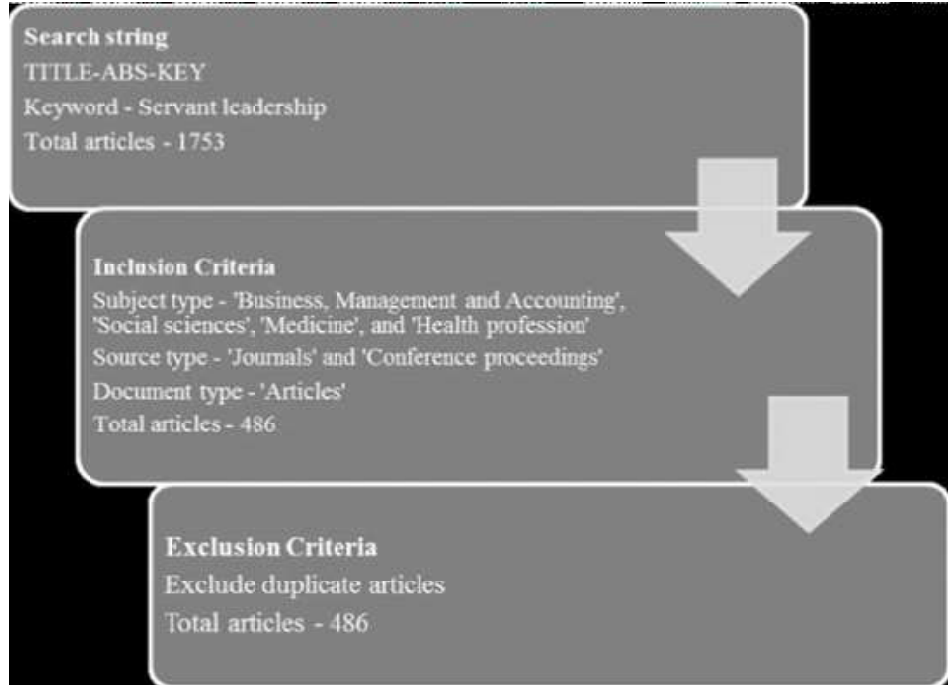 Search string
TITLE-ABS-KEY
Keyword - Servant leadership
Total articles - 1753
Inclusion Criteria
Subject type - 'Business, Management and Accounting',
'Social sciences', 'Medicine', and 'Health profession'
Source type - 'Journals' and 'Conference proceedings'
Document type - 'Articles'
Total articles - 486
Exclusion Criteria
Exclude duplicate articles
Total articles - 486